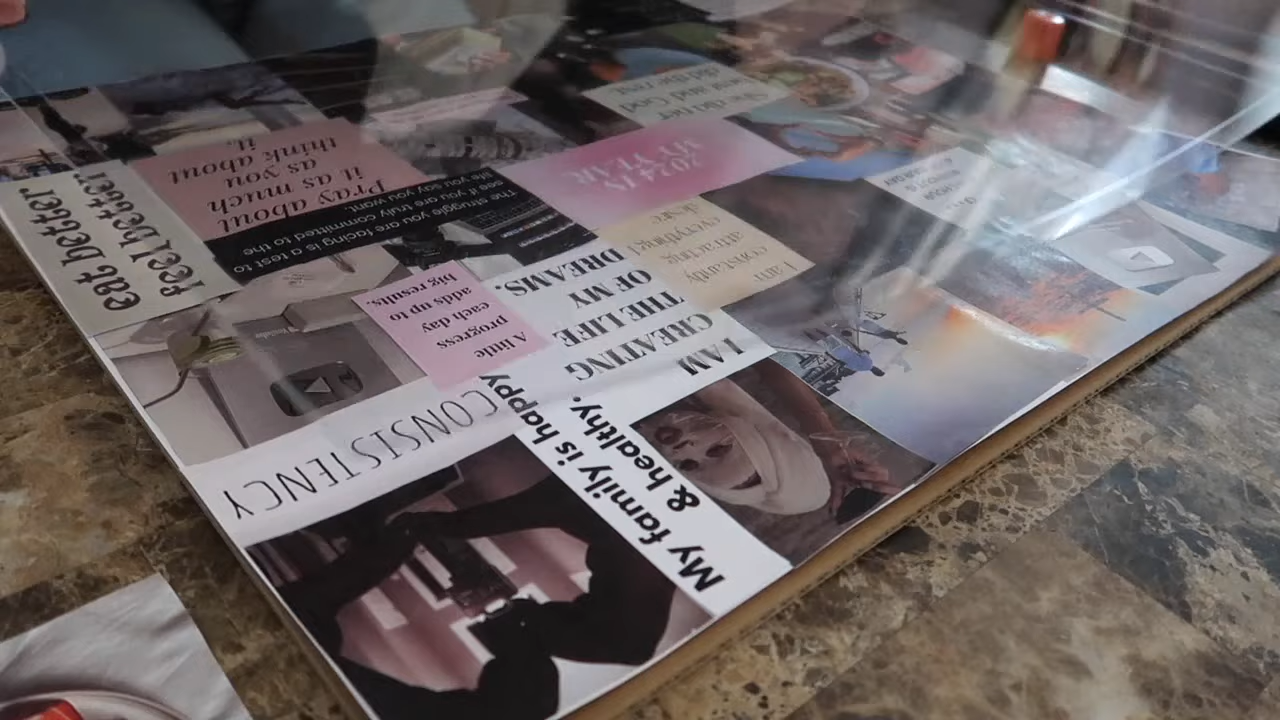 eat better
feel better
Pray about
it as much
as you
think about
it.
The struggle you are facing is a test to
see if you are truly committed to the
life you say you want.
2024 IS
MY YEAR
I am
constantly
attracting
everything I
desire
A little
progress
each day
adds up to
big results.
I AM
CREATING
THE LIFE
OF MY
DREAMS.
CONSISTENCY
My family is happy
& healthy.